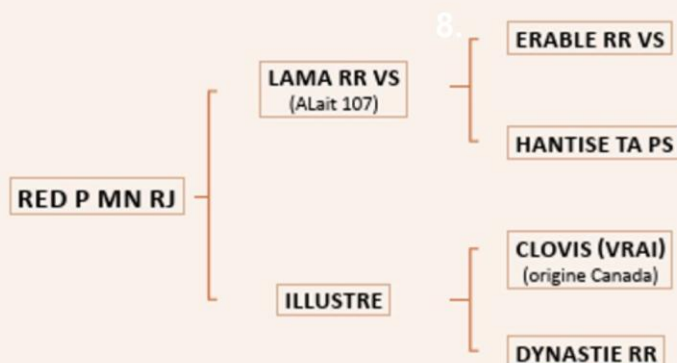 8.
ERABLE RR VS
LAMA RR VS
(ALait 107)
HANTISE TA PS
RED P MN RJ
CLOVIS (VRAI)
(origine Canada)
ILLUSTRE
DYNASTIE RR